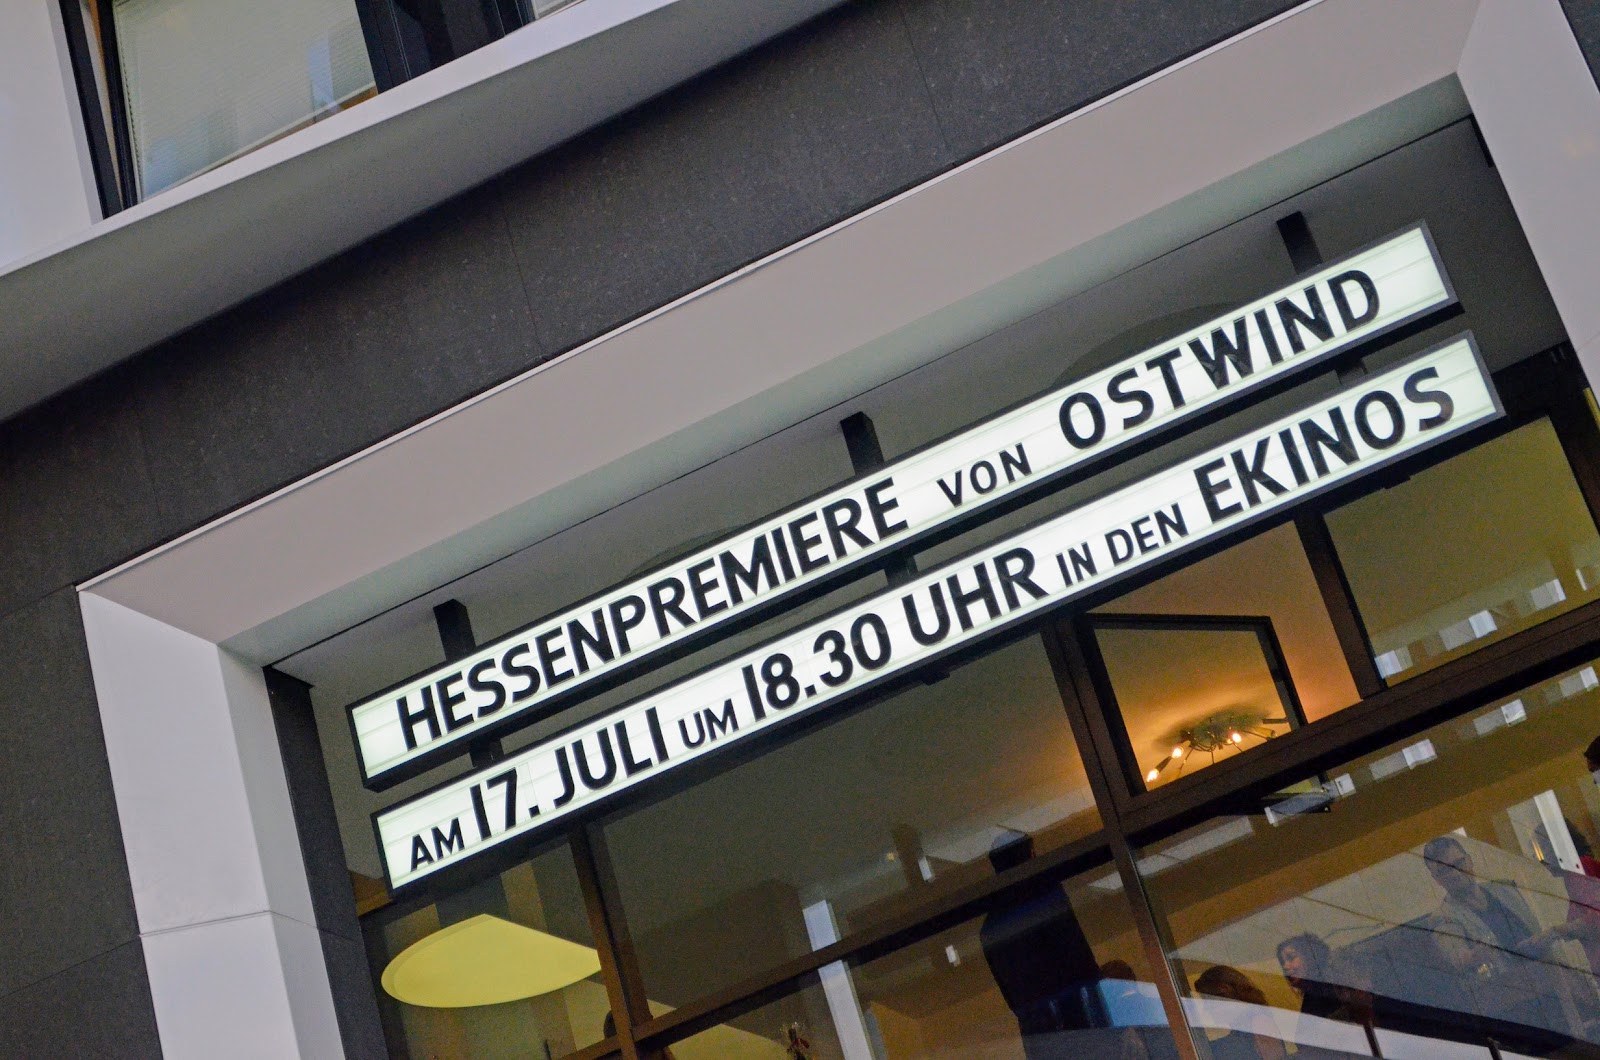 HESSENPREMIERE VON OSTWIND
AM 17. JULI UM 18.30 UHR IN DEN EKINOS